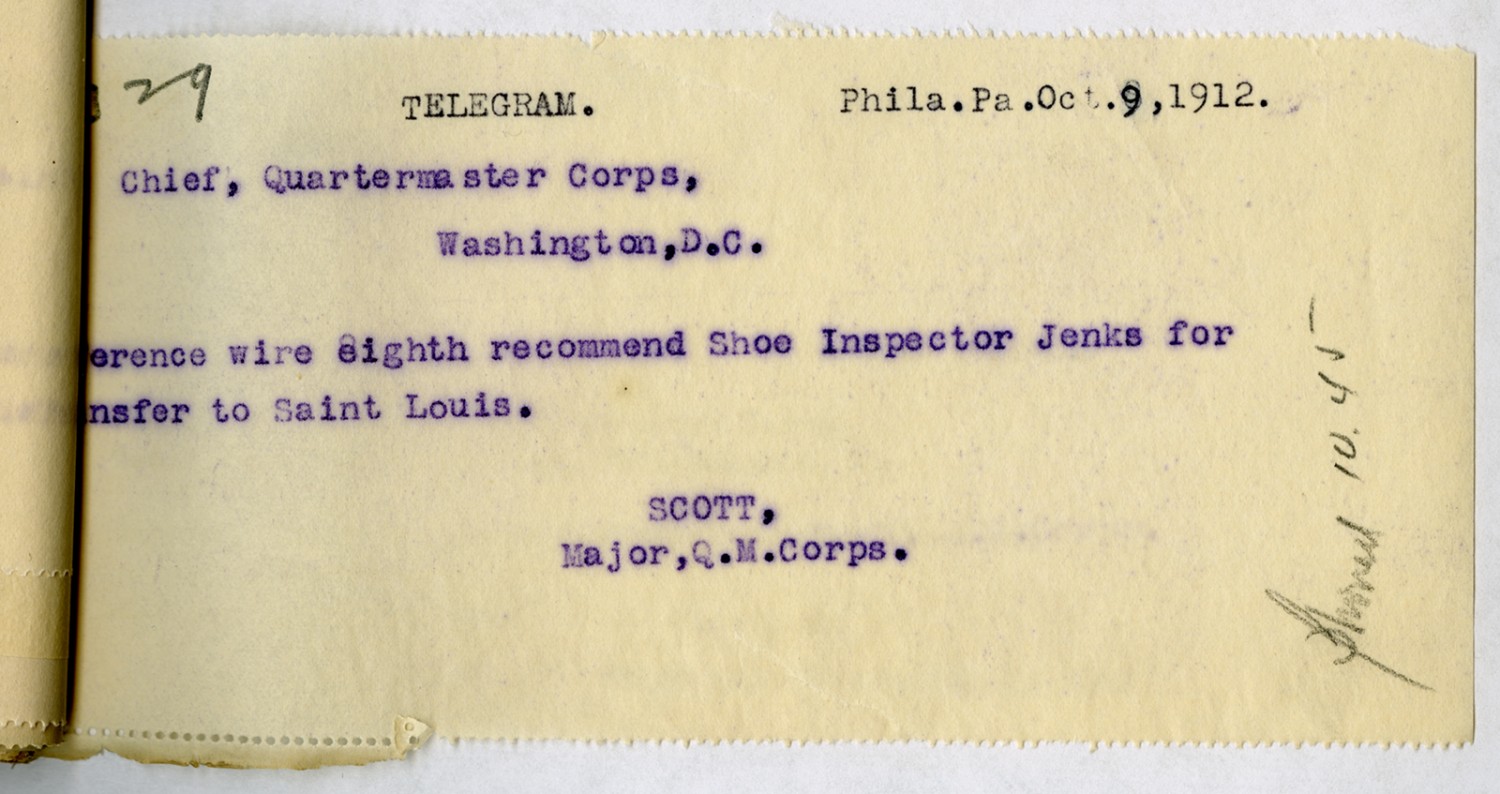 29
TELEGRAM. Phila.Pa.Oct.9,1912.
Chief, Quartermaster Corps,
Washington,D.C.
erence wire eighth recommend Shoe Inspector Jenks for
nsfer to Saint Louis.
SCOTT,
Major,Q.M.Corps.
10.45